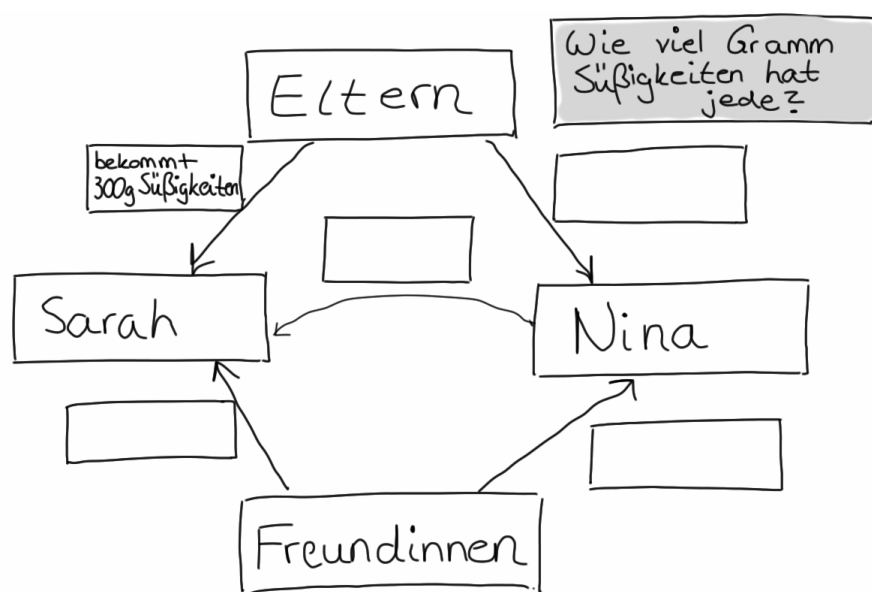 Wie viel Gramm
Süßigkeiten hat
jede?
Eltern
bekommt
300g Süßigkeiten
Sarah
Nina
Freundinnen